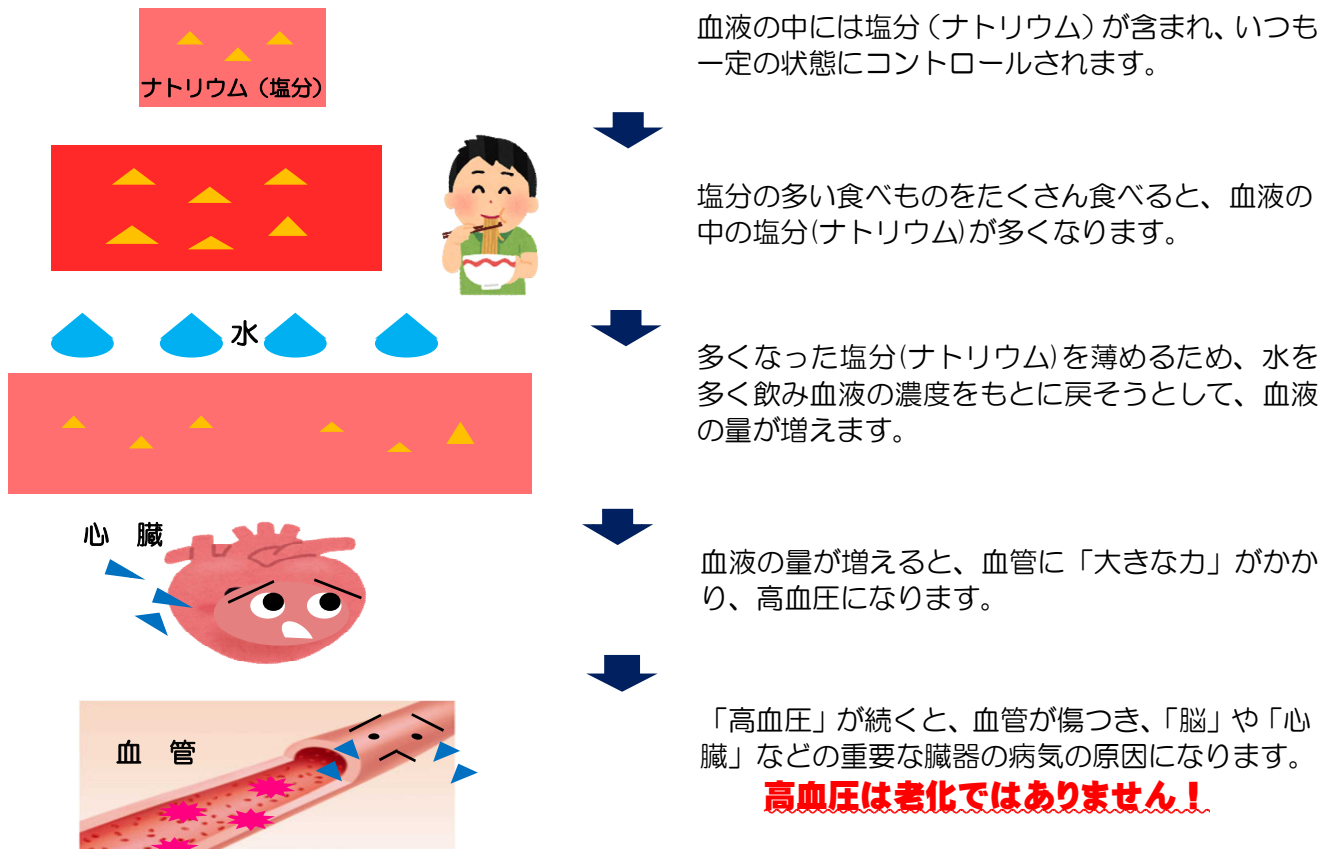 ナトリウム（塩分）
血液の中には塩分（ナトリウム）が含まれ、いつも
一定の状態にコントロールされます。
塩分の多い食べものをたくさん食べると、血液の
中の塩分(ナトリウム)が多くなります。
水
多くなった塩分(ナトリウム)を薄めるため、水を
多く飲み血液の濃度をもとに戻そうとして、血液
の量が増えます。
心　臓
血液の量が増えると、血管に「大きな力」がかか
り、高血圧になります。
血　管
「高血圧」が続くと、血管が傷つき、「脳」や「心
臓」などの重要な臓器の病気の原因になります。
高血圧は老化ではありません！